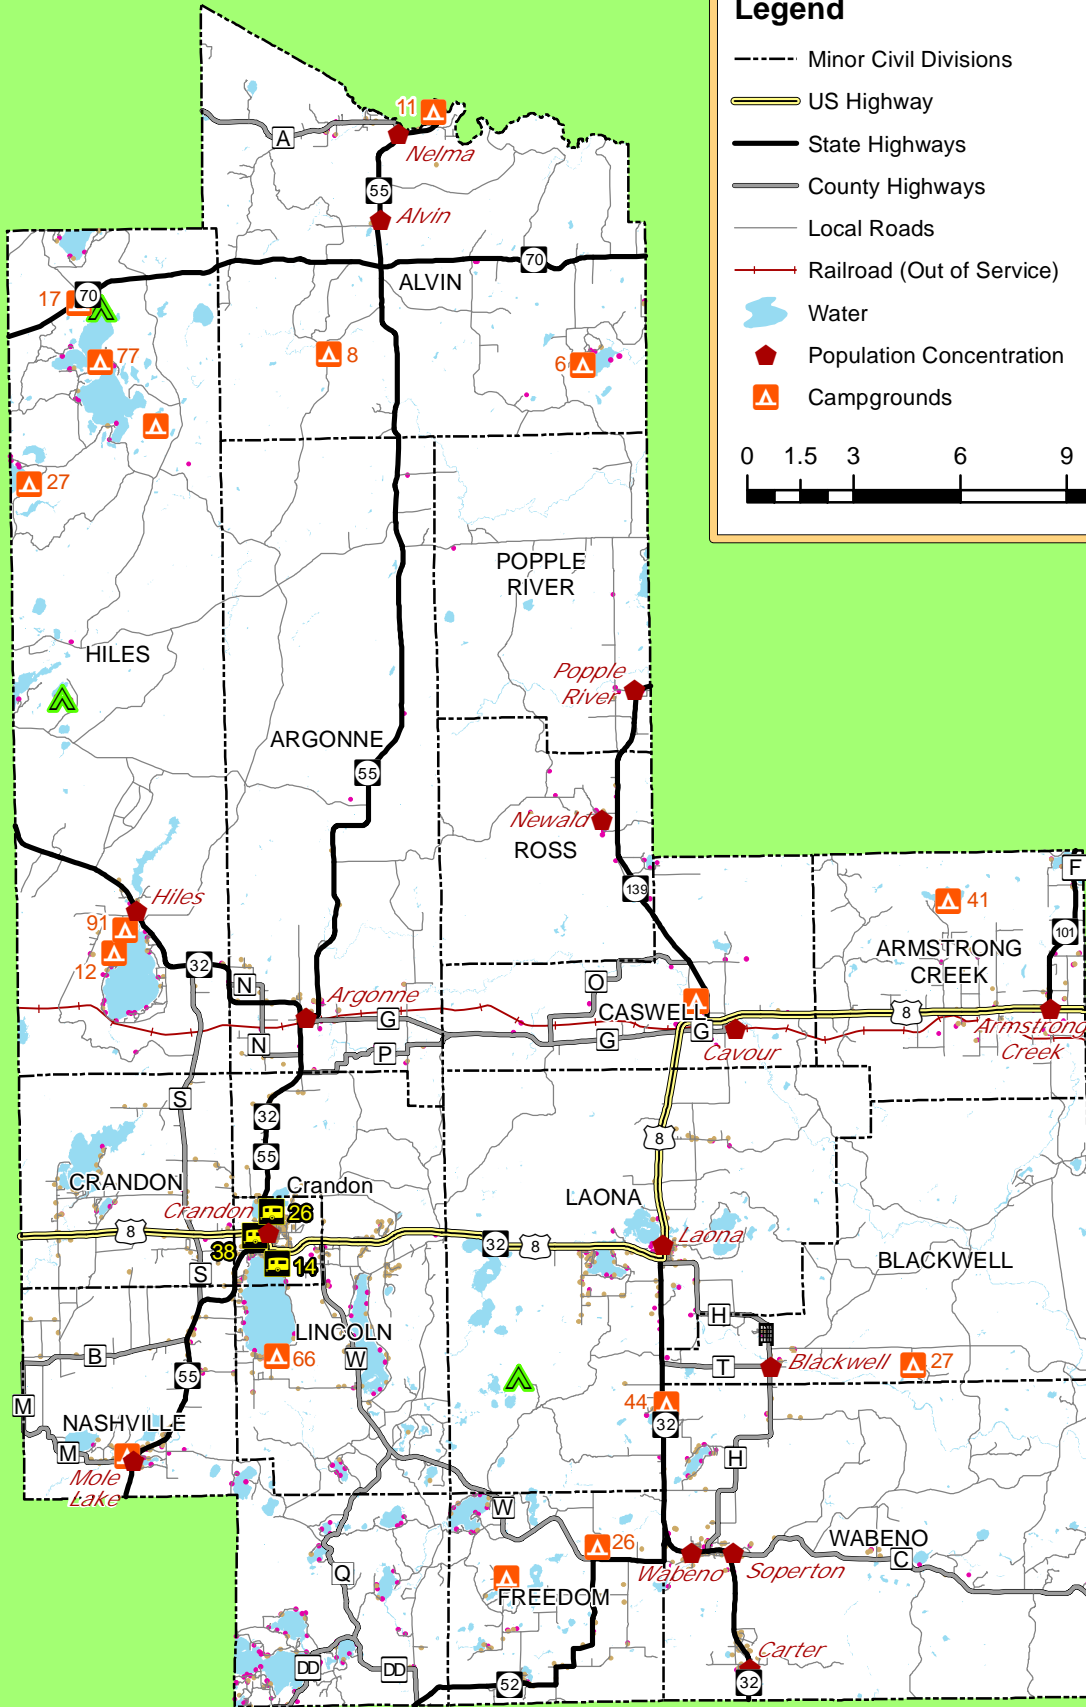 Legend
Minor Civil Divisions
US Highway
State Highways
County Highways
Local Roads
Railroad (Out of Service)
Water
Population Concentration
Campgrounds
0 1.5 3 6 9
11
A
Nelma
55
Alvin
70
ALVIN
17
70
77
8
6
27
POPPLE
RIVER
HILES
Popple
River
ARGONNE
55
Newald
ROSS
139
Hiles
91
12
32
N
Argonne
G
N
P
O
CASWELL
G
G
Cavour
F
41
101
ARMSTRONG
CREEK
8
Armstrong
Creek
S
32
55
8
CRANDON
Crandon
Crandon
26
38
14
8
S
LAONA
32
8
Laona
BLACKWELL
H
LINCOLN
66
W
B
55
T
Blackwell
27
M
NASHVILLE
M
Mole
Lake
44
32
H
W
26
WABENO
C
Wabeno
Soperton
Q
FREEDOM
DD
DD
52
Carter
32